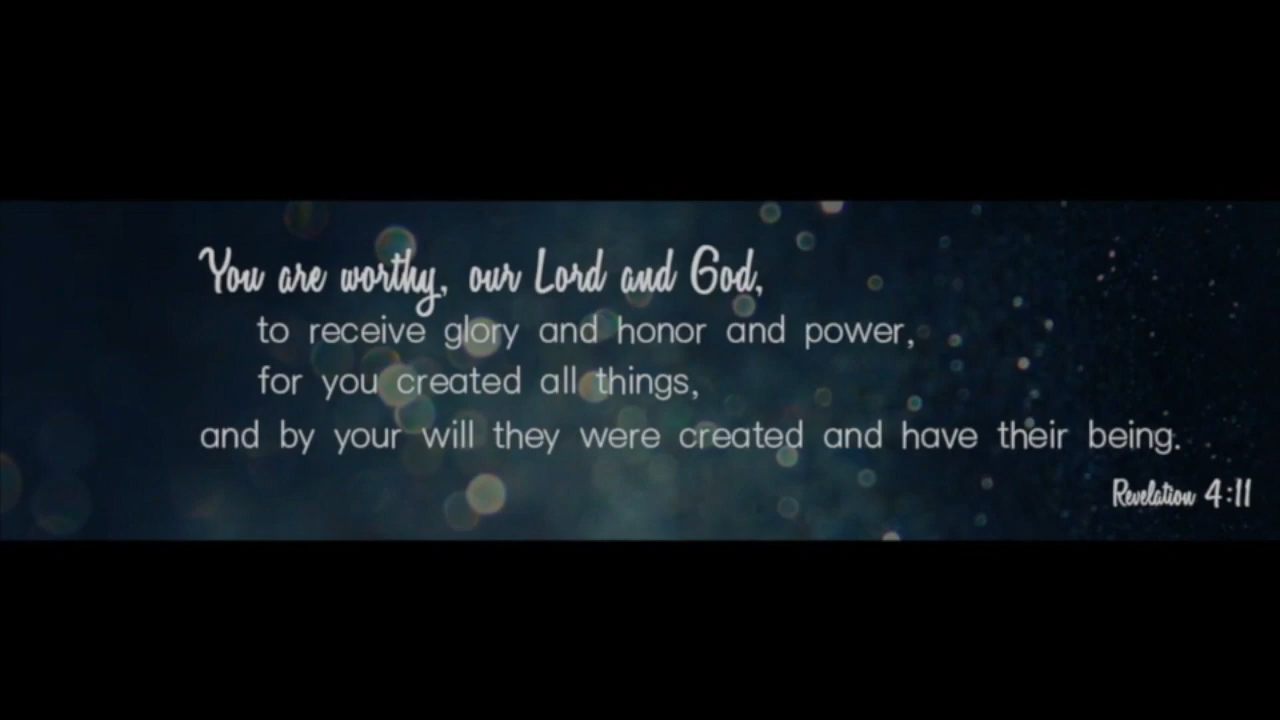 You are worthy, our Lord and God,
to receive glory and honor and power,
for you created all things,
and by your will they were created and have their being.
Revelation 4:11